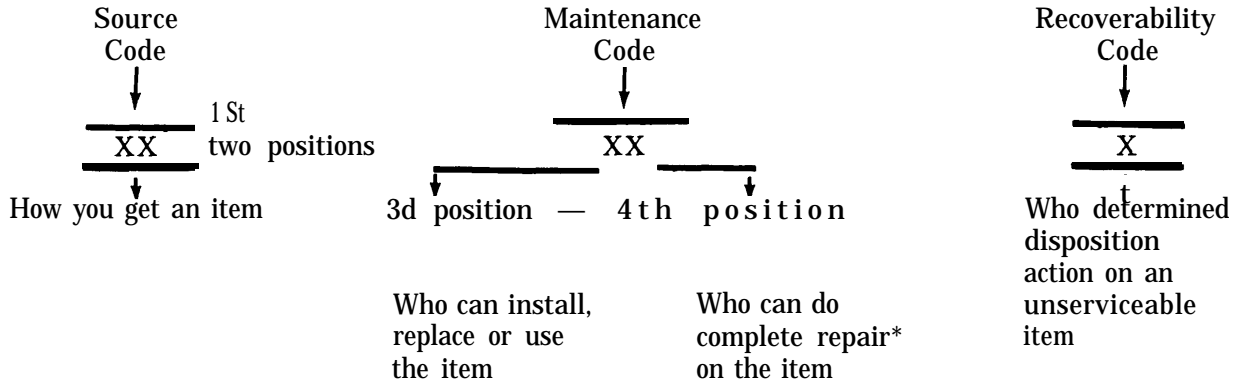 Source
Code
1 St
XX two positions
How you get an item
Maintenance
Code
XX
3d position — 4th position
Who can install,
replace or use
the item
Who can do
complete repair*
on the item
Recoverability
Code
X
t
Who determined
disposition
action on an
unserviceable
item